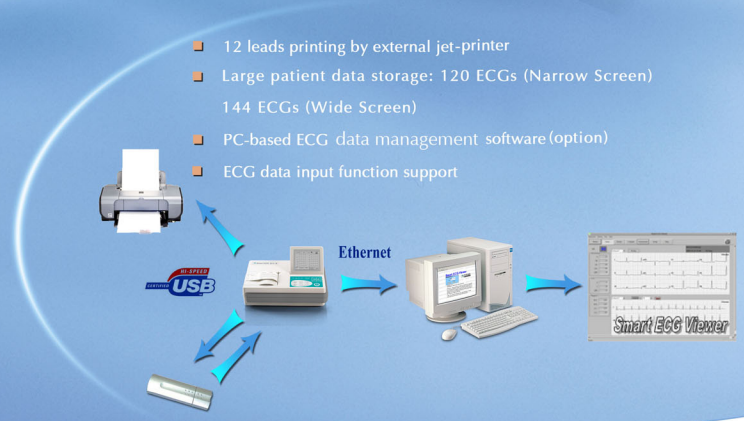 12 leads printing by external jet-printer
Large patient data storage: 120 ECGs (Narrow Screen)
144 ECGs (Wide Screen)
PC-based ECG data management software (option)
ECG data input function support
Ethernet
HI-SPEED
CERTIFIED USB
Smart ECG Viewer